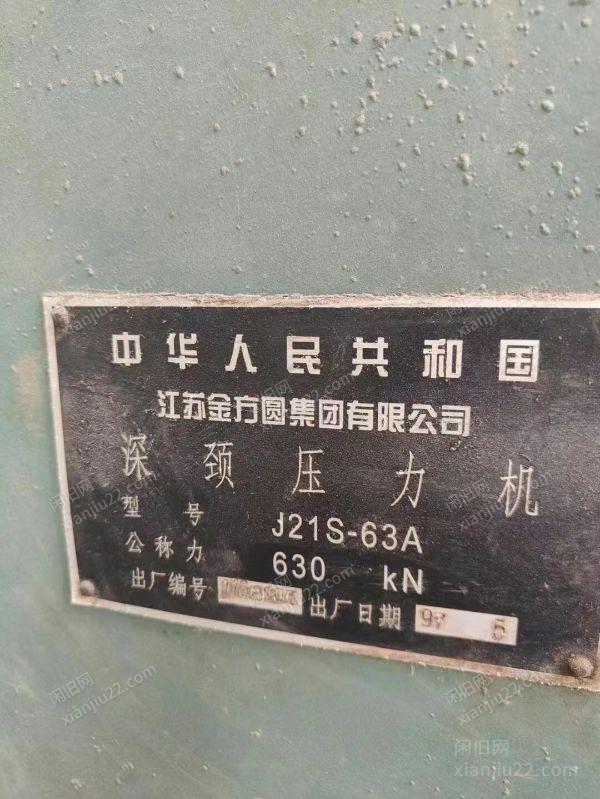 中华人民共和国
江苏金方圆集团有限公司
深颈压力机
型号 J21S-63A
公称力 630 kN
出厂编号 出厂日期 97 5
闲旧网
xianjiu22.com